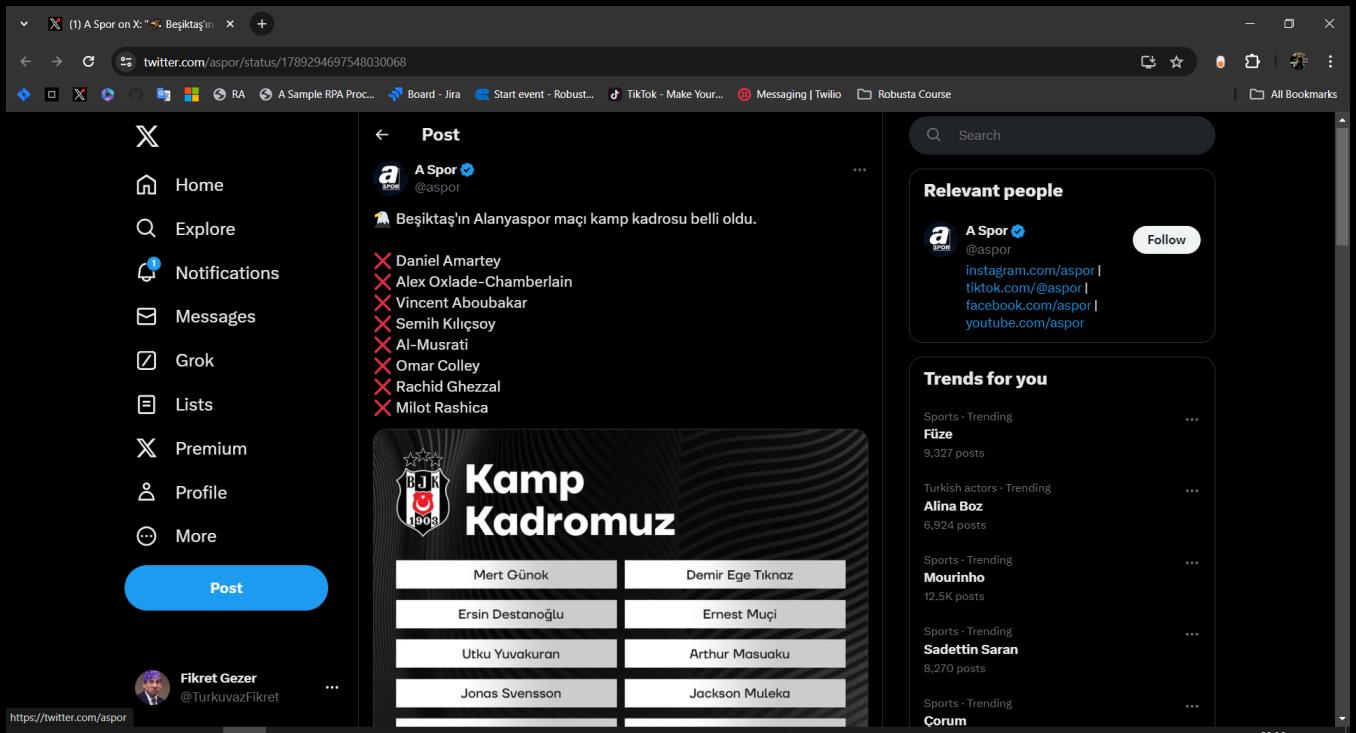 (1) A Spor on X: "🦅 Beşiktaş'ın
twitter.com/aspor/status/1789294697548030068
RA
A Sample RPA Proc...
Board - Jira
Start event - Robust...
TikTok - Make Your...
Messaging | Twilio
Robusta Course
All Bookmarks
Home
Explore
1
Notifications
Messages
Grok
Lists
Premium
Profile
More
Post
Fikret Gezer
@TurkuvazFikret
https://twitter.com/aspor
Post
a
SPOR
A Spor
@aspor
🦅 Beşiktaş'ın Alanyaspor maçı kamp kadrosu belli oldu.
❌ Daniel Amartey
❌ Alex Oxlade-Chamberlain
❌ Vincent Aboubakar
❌ Semih Kılıçsoy
❌ Al-Musrati
❌ Omar Colley
❌ Rachid Ghezzal
❌ Milot Rashica
BJK
1903
Kamp
Kadromuz
Mert Günok
Demir Ege Tıknaz
Ersin Destanoğlu
Ernest Muçi
Utku Yuvakuran
Arthur Masuaku
Jonas Svensson
Jackson Muleka
Search
Relevant people
a
SPOR
A Spor
@aspor
Follow
instagram.com/aspor |
tiktok.com/@aspor |
facebook.com/aspor |
youtube.com/aspor
Trends for you
Sports · Trending
Füze
9,327 posts
Turkish actors · Trending
Alina Boz
6,924 posts
Sports · Trending
Mourinho
12.5K posts
Sports · Trending
Sadettin Saran
8,270 posts
Sports · Trending
Çorum